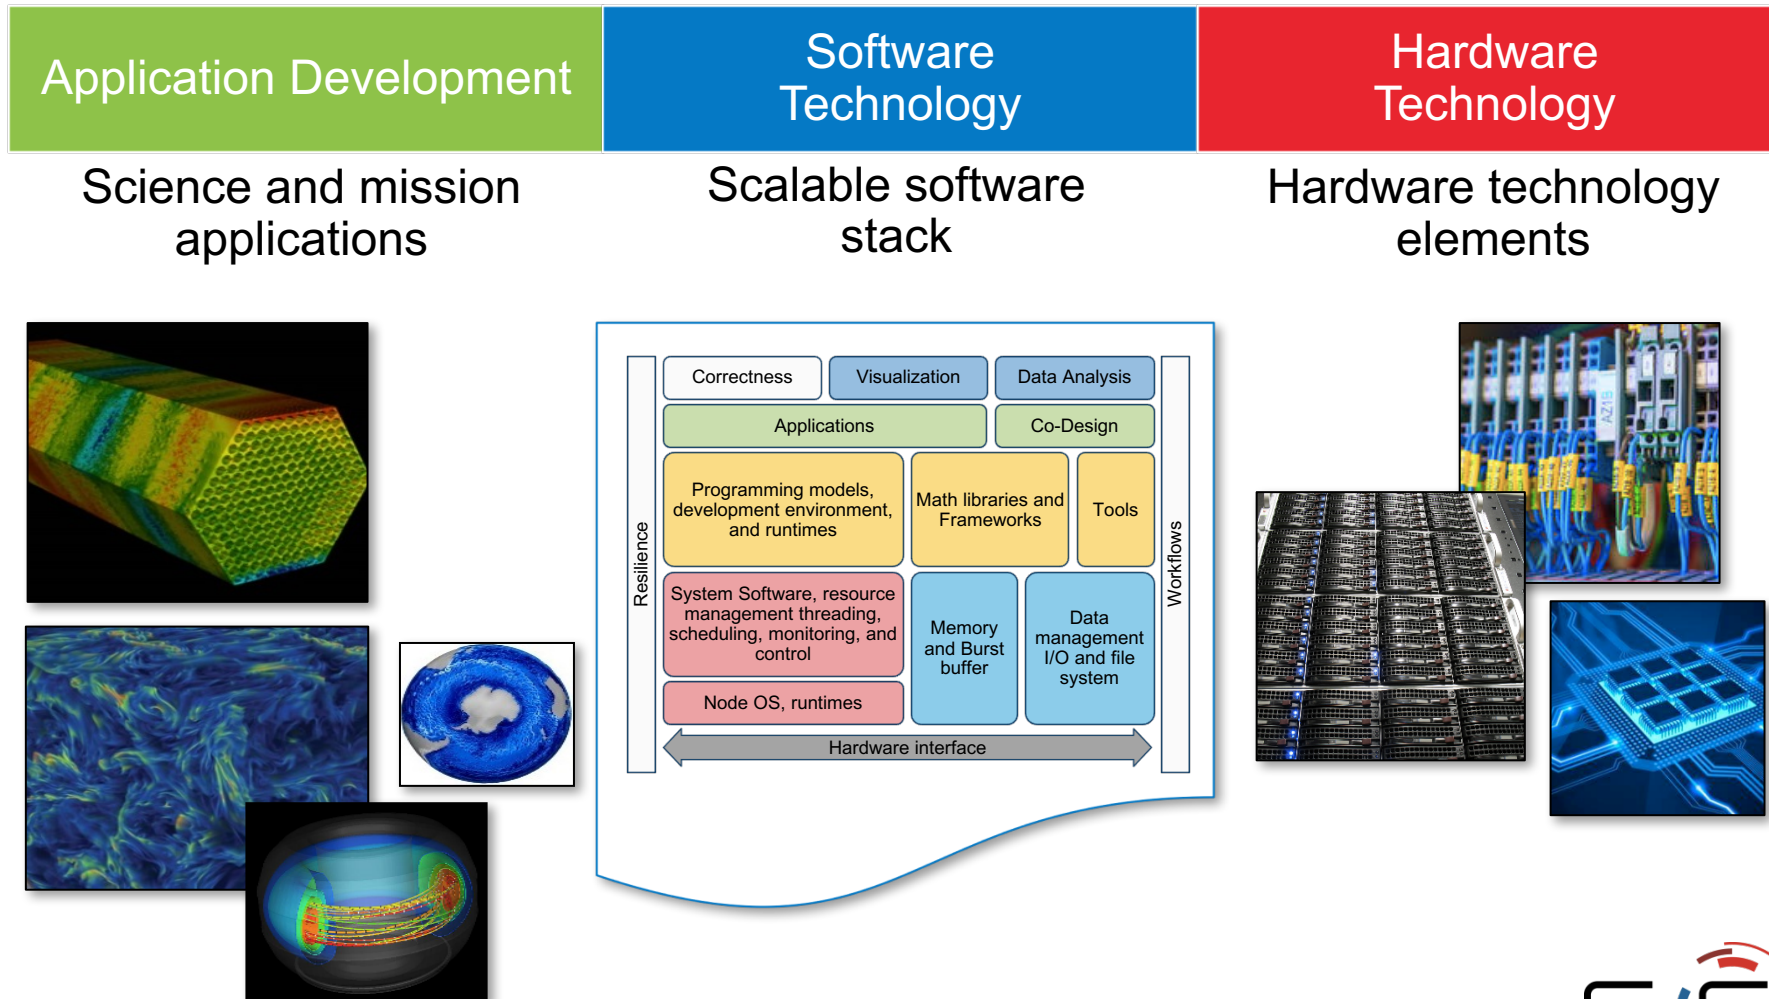 Application Development
Software
Technology
Hardware
Technology
Science and mission
applications
Scalable software
stack
Hardware technology
elements
Resilience
Correctness
Visualization
Data Analysis
Applications
Co-Design
Programming models,
development environment,
and runtimes
Math libraries and
Frameworks
Tools
System Software, resource
management threading,
scheduling, monitoring, and
control
Memory
and Burst
buffer
Data
management
I/O and file
system
Node OS, runtimes
Hardware interface
Workflows
AZ1B